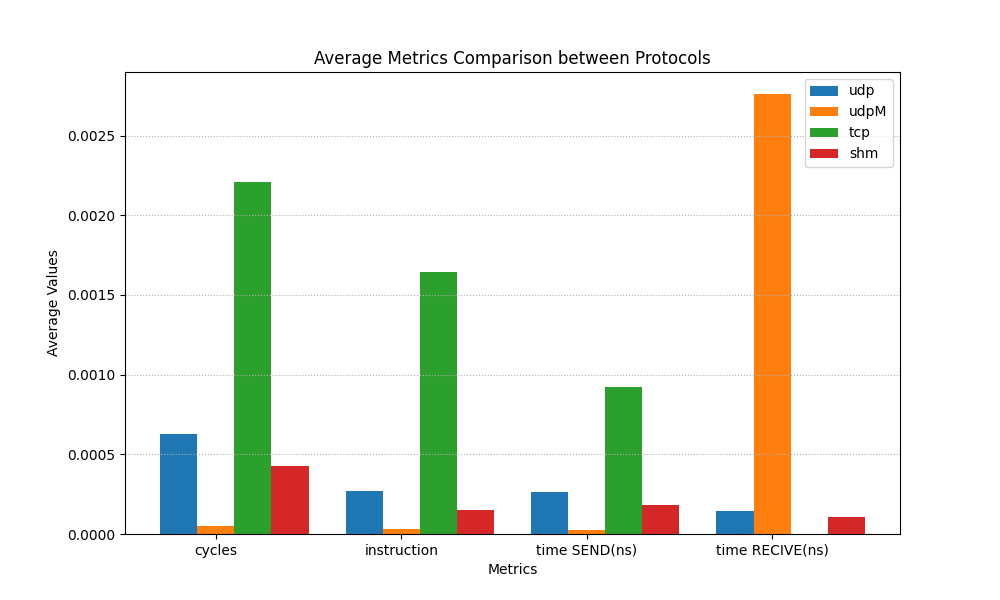 Average Metrics Comparison between Protocols
udp
udpM
tcp
shm
0.0025
0.0020
0.0015
0.0010
0.0005
0.0000
Average Values
cycles
instruction
time SEND(ns)
time RECIVE(ns)
Metrics